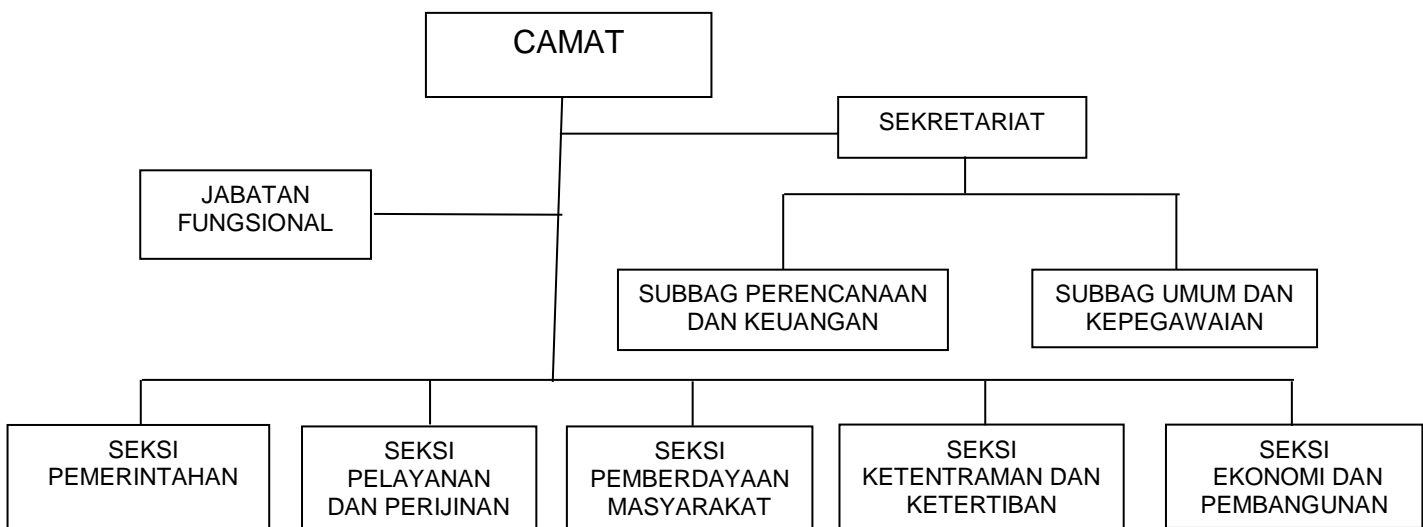 CAMAT
SEKRETARIAT
JABATAN
FUNGSIONAL
SUBBAG PERENCANAAN
DAN KEUANGAN
SUBBAG UMUM DAN
KEPEGAWAIAN
SEKSI
PEMERINTAHAN
SEKSI
PELAYANAN
DAN PERIJINAN
SEKSI
PEMBERDAYAAN
MASYARAKAT
SEKSI
KETENTRAMAN DAN
KETERTIBAN
SEKSI
EKONOMI DAN
PEMBANGUNAN